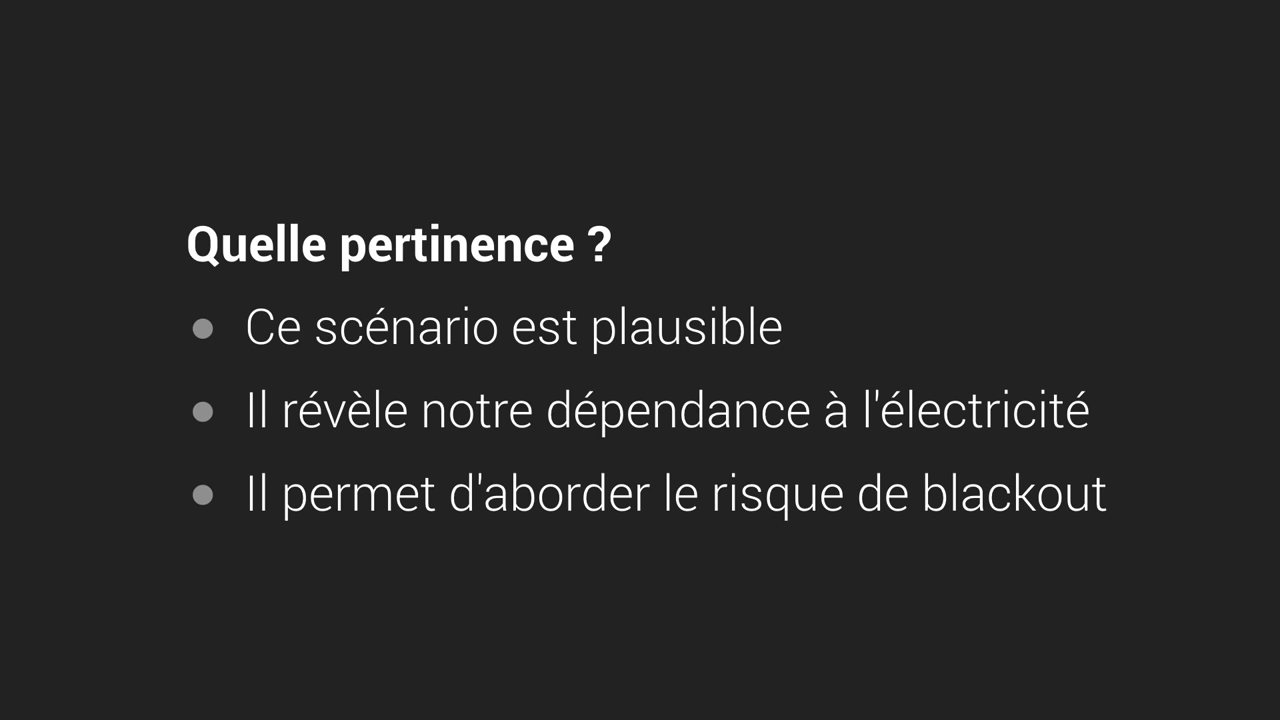 Quelle pertinence ?
● Ce scénario est plausible
● Il révèle notre dépendance à l'électricité
● Il permet d'aborder le risque de blackout